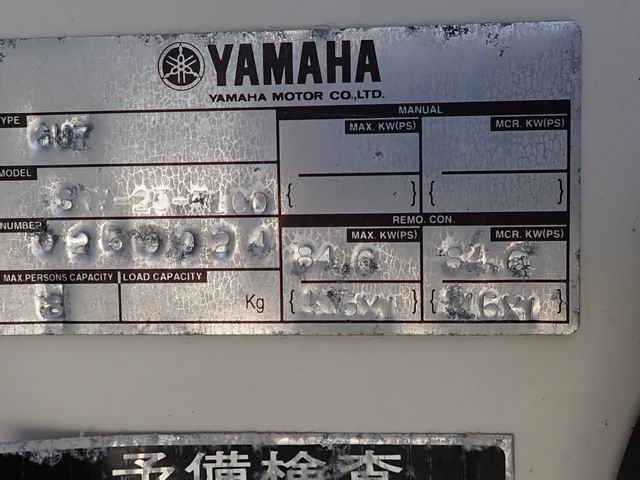 YAMAHA
YAMAHA MOTOR CO.,LTD.
TYPE
GU7
MANUAL
MAX. KW(PS)
MCR. KW(PS)
MODEL
{ }
{ }
NUMBER
REMO. CON.
MAX. KW(PS)
MCR. KW(PS)
84.6
84.6
MAX.PERSONS CAPACITY
LOAD CAPACITY
Kg
予備検査